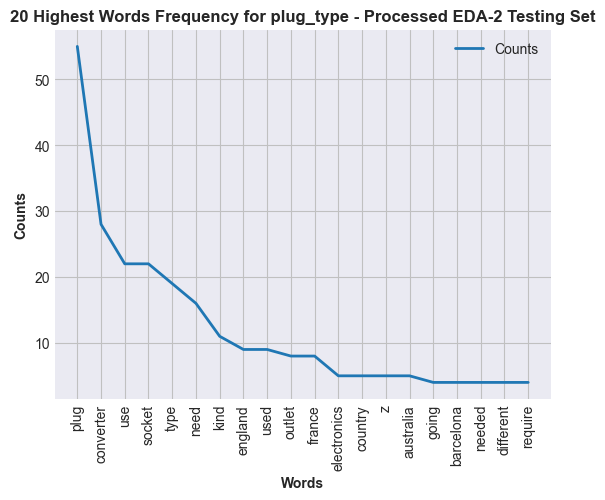 20 Highest Words Frequency for plug_type - Processed EDA-2 Testing Set
Counts
Counts
50
40
30
20
10
plug
converter
use
socket
type
need
kind
england
used
outlet
france
electronics
country
z
australia
going
barcelona
needed
different
require
Words